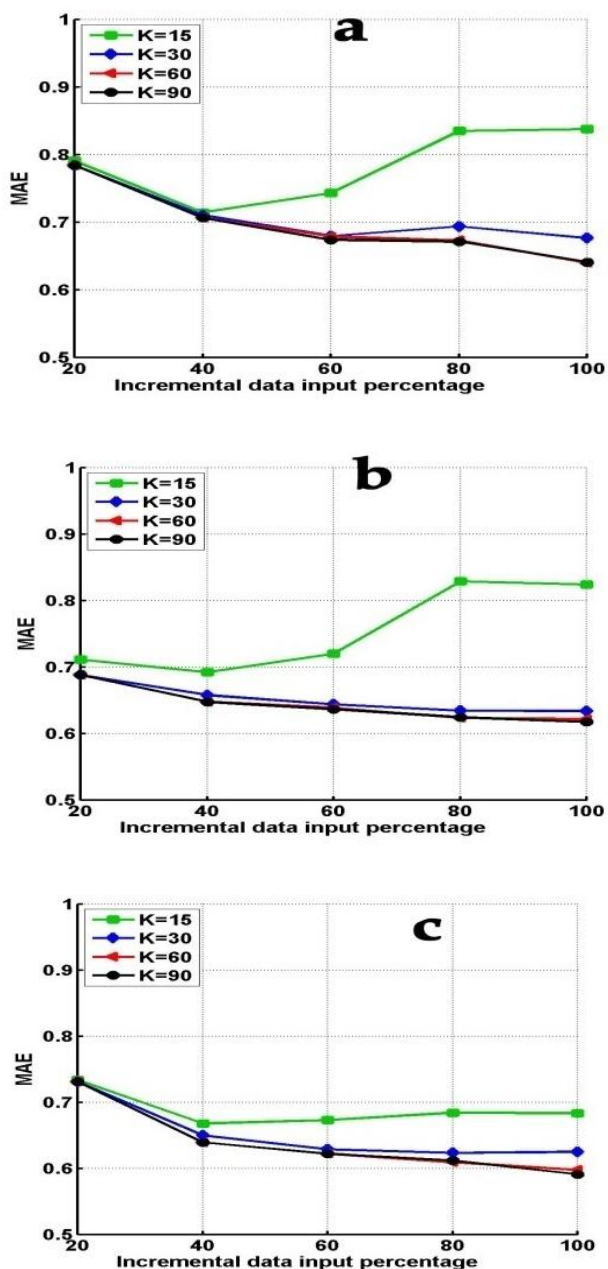 a
K=15
K=30
K=60
K=90
1
0.9
0.8
0.7
0.6
0.5
MAE
20 40 60 80 100
Incremental data input percentage
b
K=15
K=30
K=60
K=90
1
0.9
0.8
0.7
0.6
0.5
MAE
20 40 60 80 100
Incremental data input percentage
c
K=15
K=30
K=60
K=90
1
0.9
0.8
0.7
0.6
0.5
MAE
20 40 60 80 100
Incremental data input percentage